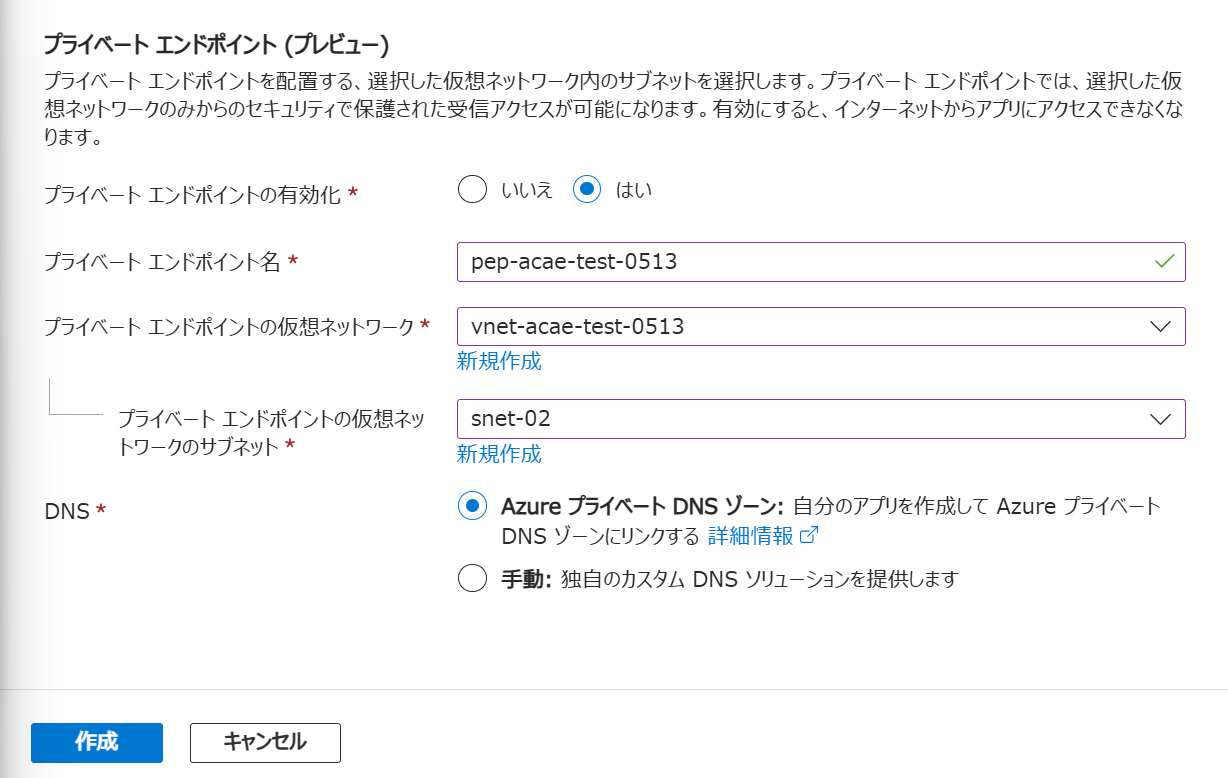 プライベート エンドポイント (プレビュー)
プライベート エンドポイントを配置する、選択した仮想ネットワーク内のサブネットを選択します。プライベート エンドポイントでは、選択した仮
想ネットワークのみからのセキュリティで保護された受信アクセスが可能になります。有効にすると、インターネットからアプリにアクセスできなくな
ります。
プライベート エンドポイントの有効化 *
いいえ
はい
プライベート エンドポイント名 *
pep-acae-test-0513
プライベート エンドポイントの仮想ネットワーク *
vnet-acae-test-0513
新規作成
プライベート エンドポイントの仮想ネッ
トワークのサブネット *
snet-02
新規作成
DNS *
Azure プライベート DNS ゾーン: 自分のアプリを作成して Azure プライベート
DNS ゾーンにリンクする 詳細情報
手動: 独自のカスタム DNS ソリューションを提供します
作成
キャンセル